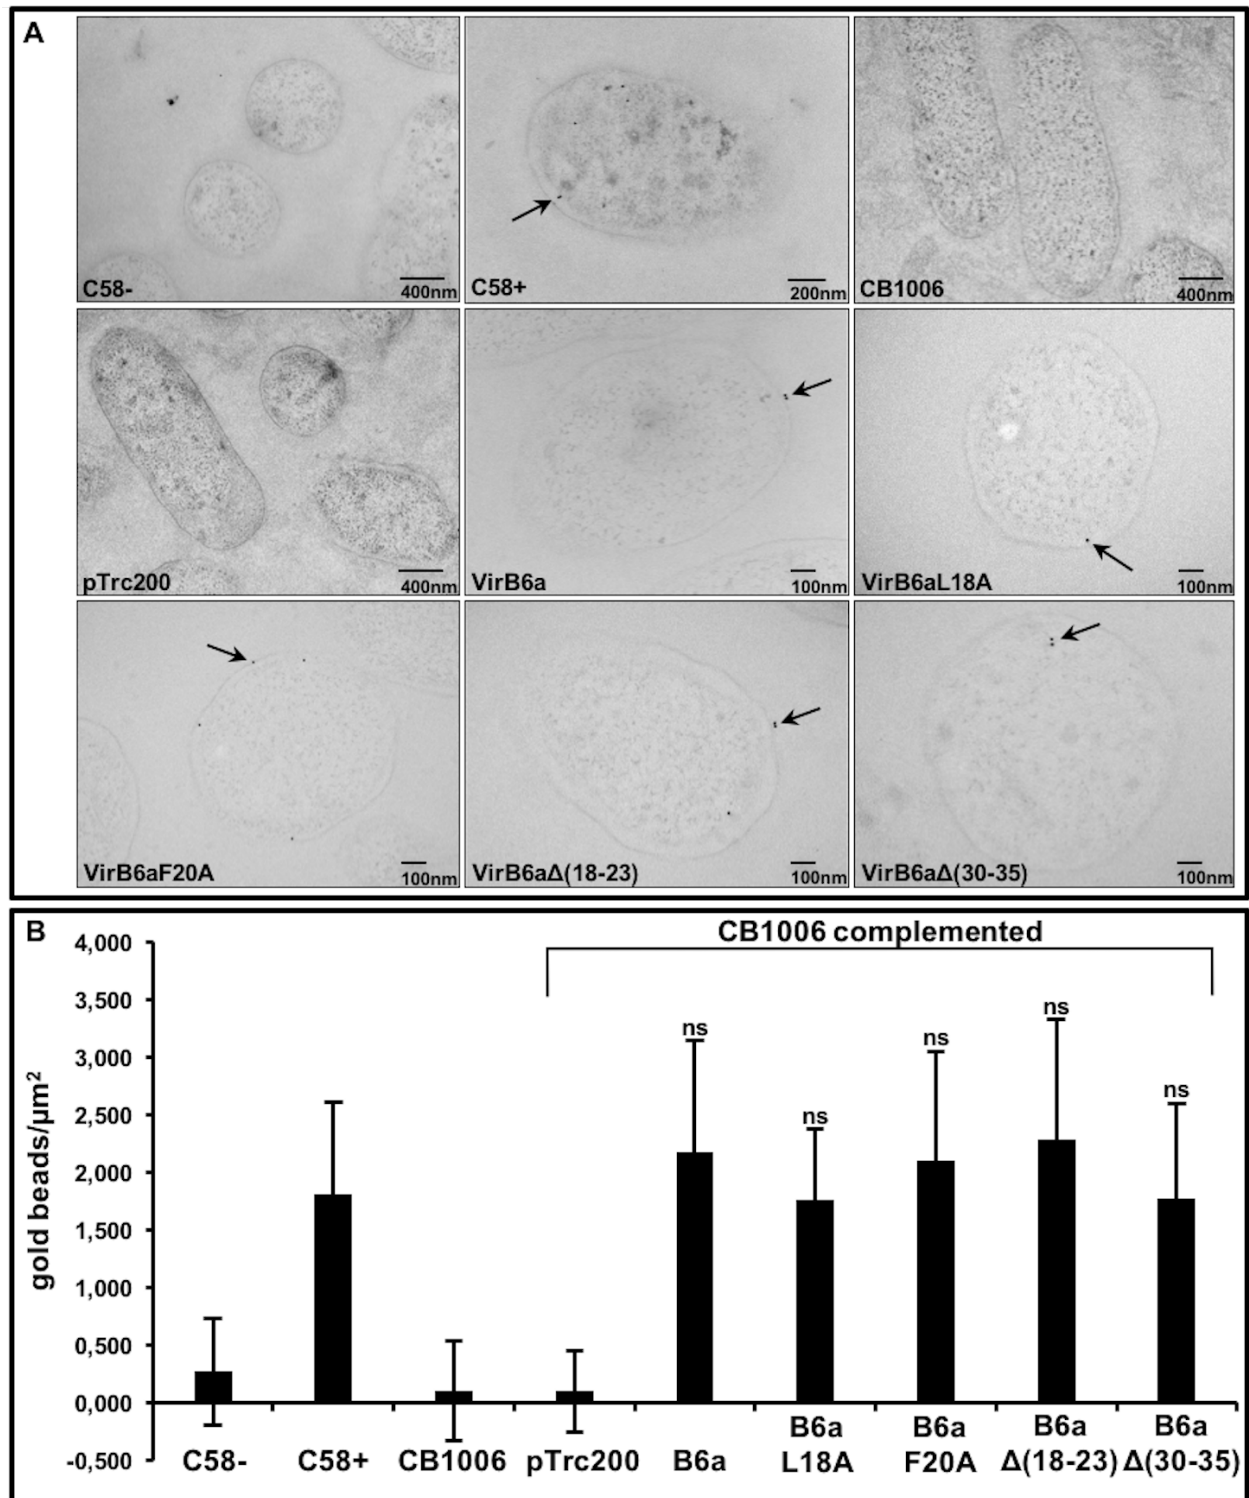 A
C58-
400nm
C58+
200nm
CB1006
400nm
pTrc200
400nm
VirB6a
100nm
VirB6aL18A
100nm
VirB6aF20A
100nm
VirB6aΔ(18-23)
100nm
VirB6aΔ(30-35)
100nm
B
CB1006 complemented
gold beads/µm²
4,000
3,500
3,000
2,500
2,000
1,500
1,000
0,500
0,000
-0,500
ns
ns
ns
ns
ns
C58-
C58+
CB1006
pTrc200
B6a
B6a
L18A
B6a
F20A
B6a
Δ(18-23)
B6a
Δ(30-35)